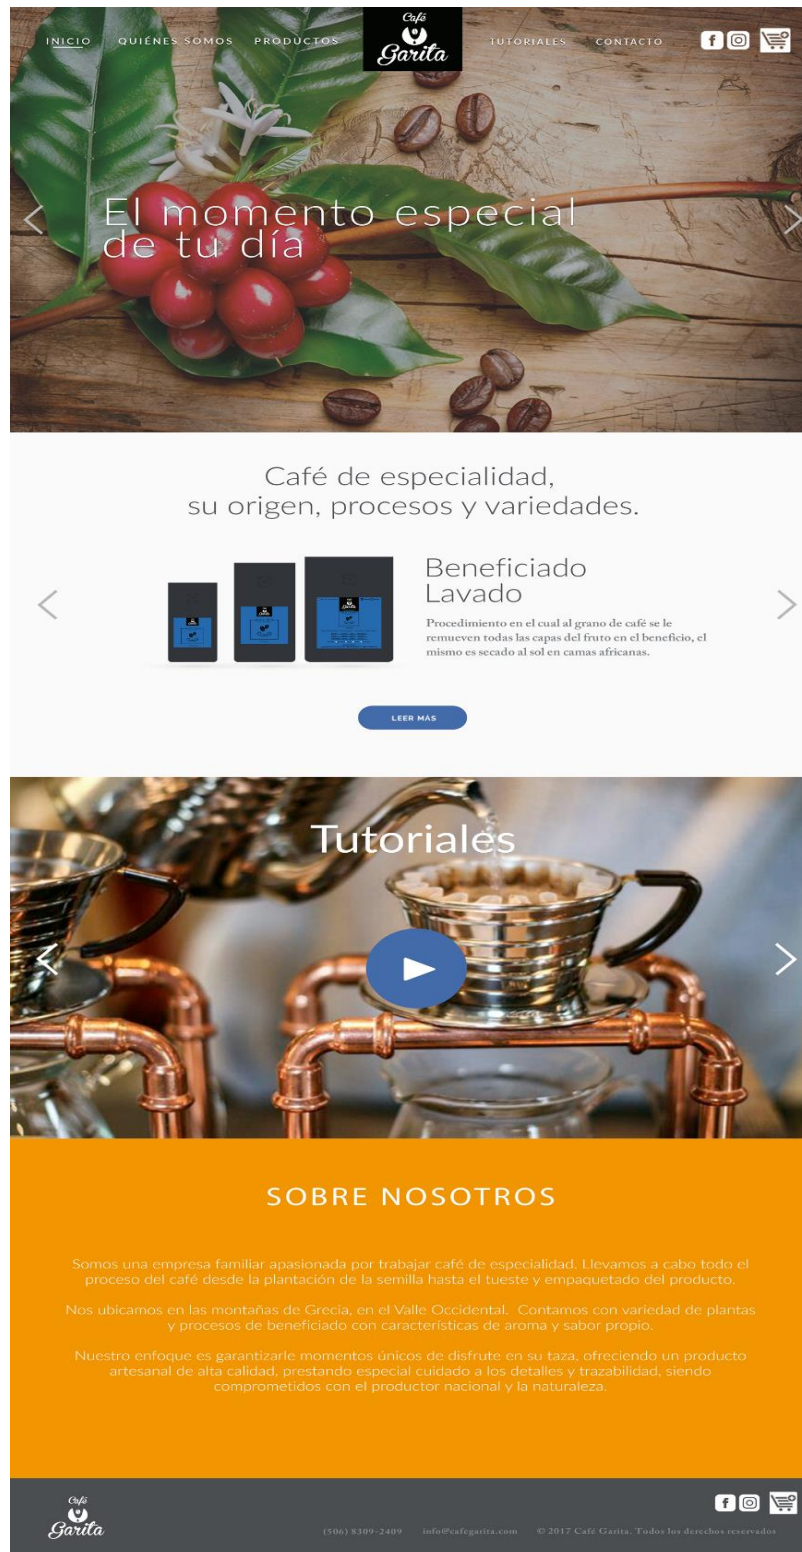 INICIO QUIÉNES SOMOS PRODUCTOS
Café
Garita
TUTORIALES CONTACTO
El momento especial
de tu día
Café de especialidad,
su origen, procesos y variedades.
Beneficiado
Lavado
Procedimiento en el cual al grano de café se le
remueven todas las capas del fruto en el beneficio, el
mismo es secado al sol en camas africanas.
LEER MÁS
Tutoriales
SOBRE NOSOTROS
Somos una empresa familiar apasionada por trabajar café de especialidad. Llevamos a cabo todo el
proceso del café desde la plantación de la semilla hasta el tueste y empaquetado del producto.
Nos ubicamos en las montañas de Grecia, en el Valle Occidental. Contamos con variedad de plantas
y procesos de beneficiado con características de aroma y sabor propio.
Nuestro enfoque es garantizarle momentos únicos de disfrute en su taza, ofreciendo un producto
artesanal de alta calidad, prestando especial cuidado a los detalles y trazabilidad, siendo
comprometidos con el productor nacional y la naturaleza.
Café
Garita
(506) 8309-2409 info@cafegarita.com © 2017 Café Garita. Todos los derechos reservados